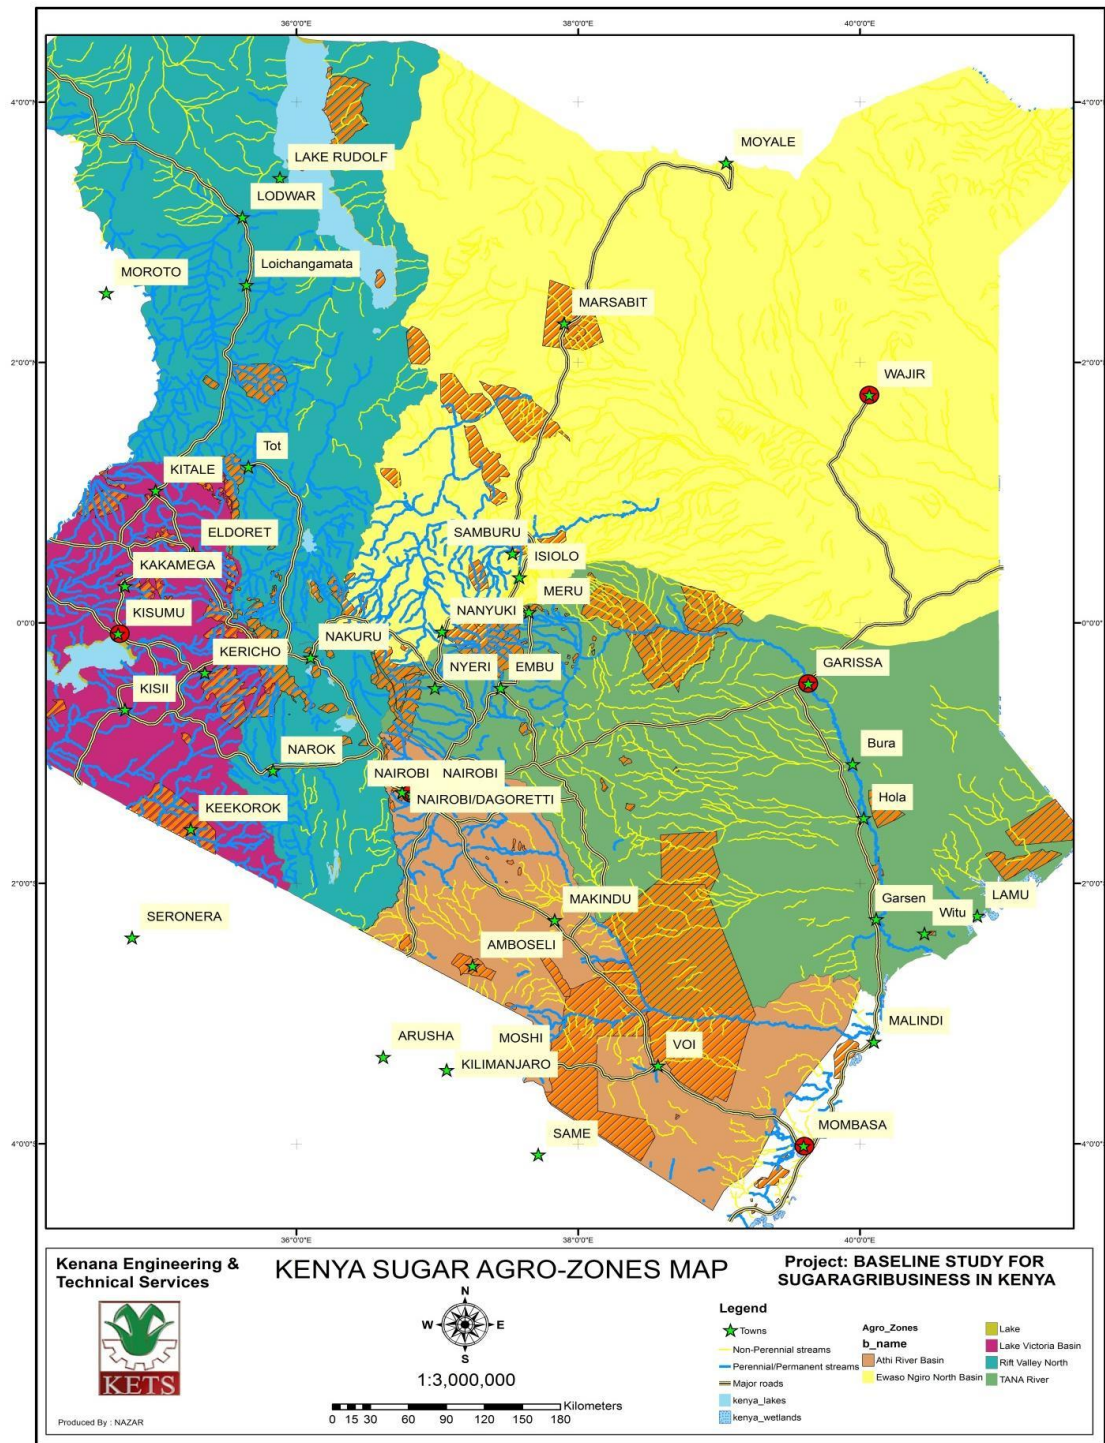 36°0'0"E
38°0'0"E
40°0'0"E
4°0'0"N
4°0'0"N
MOYALE
LAKE RUDOLF
LODWAR
Loichangamata
MOROTO
MARSABIT
2°0'0"N
2°0'0"N
WAJIR
Tot
KITALE
ELDORET
SAMBURU
KAKAMEGA
ISIOLO
MERU
KISUMU
NANYUKI
0°0'0"
0°0'0"
NAKURU
KERICHO
NYERI
EMBU
GARISSA
KISII
Bura
NAROK
NAIROBI
NAIROBI
Hola
NAIROBI/DAGORETTI
KEEKOROK
2°0'0"S
2°0'0"S
LAMU
MAKINDU
Garsen
Witu
SERONERA
AMBOSELI
MALINDI
ARUSHA
MOSHI
VOI
KILIMANJARO
MOMBASA
SAME
4°0'0"S
4°0'0"S
36°0'0"E
38°0'0"E
40°0'0"E
Kenana Engineering &
Technical Services
KETS
Produced By : NAZAR
KENYA SUGAR AGRO-ZONES MAP
N
W
E
S
1:3,000,000
Kilometers
0 15 30 60 90 120 150 180
Project: BASELINE STUDY FOR
SUGARAGRIBUSINESS IN KENYA
Legend
Towns
Non-Perennial streams
Perennial/Permanent streams
Major roads
kenya_lakes
kenya_wetlands
Agro_Zones
b_name
Athi River Basin
Ewaso Ngiro North Basin
Lake
Lake Victoria Basin
Rift Valley North
TANA River